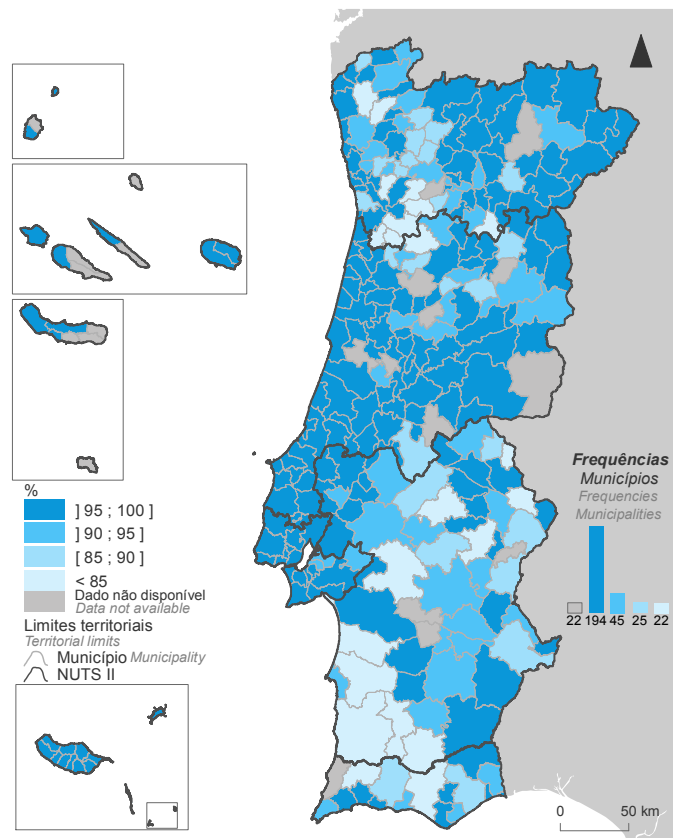 %
] 95 ; 100 ]
] 90 ; 95 ]
[ 85 ; 90 ]
< 85
Dado não disponível
Data not available
Limites territoriais
Territorial limits
Município Municipality
NUTS II
Frequências
Municípios
Frequencies
Municipalities
22 194 45 25 22
0 50 km